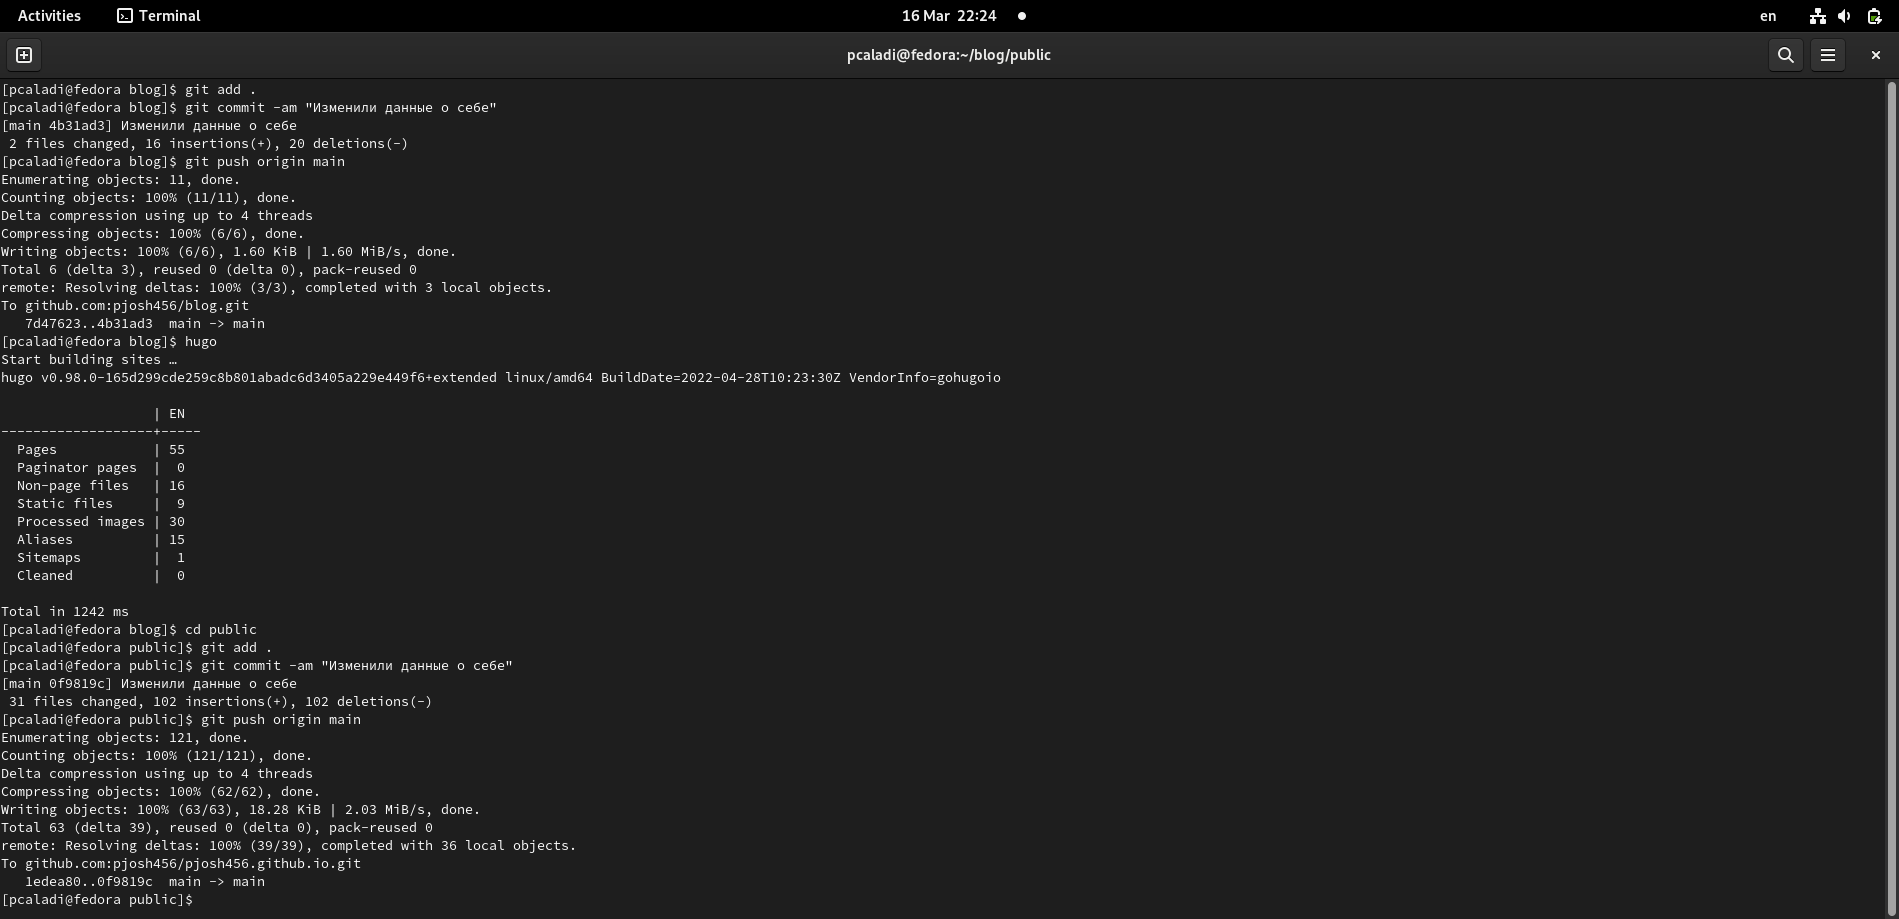 Activities Terminal 16 Mar 22:24 en
pcaladi@fedora:~/blog/public
[pcaladi@fedora blog]$ git add .
[pcaladi@fedora blog]$ git commit -am "Изменили данные о себе"
[main 4b31ad3] Изменили данные о себе
 2 files changed, 16 insertions(+), 20 deletions(-)
[pcaladi@fedora blog]$ git push origin main
Enumerating objects: 11, done.
Counting objects: 100% (11/11), done.
Delta compression using up to 4 threads
Compressing objects: 100% (6/6), done.
Writing objects: 100% (6/6), 1.60 KiB | 1.60 MiB/s, done.
Total 6 (delta 3), reused 0 (delta 0), pack-reused 0
remote: Resolving deltas: 100% (3/3), completed with 3 local objects.
To github.com:pjosh456/blog.git
   7d47623..4b31ad3  main -> main
[pcaladi@fedora blog]$ hugo
Start building sites …
hugo v0.98.0-165d299cde259c8b801abadc6d3405a229e449f6+extended linux/amd64 BuildDate=2022-04-28T10:23:30Z VendorInfo=gohugoio
                   | EN
-------------------+-----
  Pages            | 55
  Paginator pages  |  0
  Non-page files   | 16
  Static files     |  9
  Processed images | 30
  Aliases          | 15
  Sitemaps         |  1
  Cleaned          |  0
Total in 1242 ms
[pcaladi@fedora blog]$ cd public
[pcaladi@fedora public]$ git add .
[pcaladi@fedora public]$ git commit -am "Изменили данные о себе"
[main 0f9819c] Изменили данные о себе
 31 files changed, 102 insertions(+), 102 deletions(-)
[pcaladi@fedora public]$ git push origin main
Enumerating objects: 121, done.
Counting objects: 100% (121/121), done.
Delta compression using up to 4 threads
Compressing objects: 100% (62/62), done.
Writing objects: 100% (63/63), 18.28 KiB | 2.03 MiB/s, done.
Total 63 (delta 39), reused 0 (delta 0), pack-reused 0
remote: Resolving deltas: 100% (39/39), completed with 36 local objects.
To github.com:pjosh456/pjosh456.github.io.git
   1edea80..0f9819c  main -> main
[pcaladi@fedora public]$